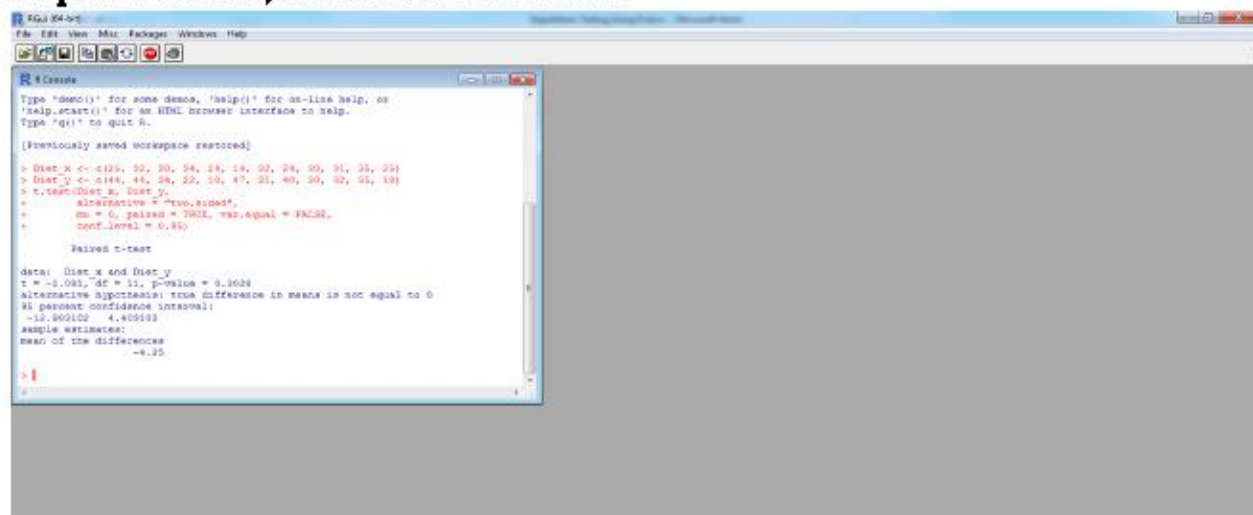 RGui (64-bit)
File Edit View Misc Packages Windows Help
R Console
Type 'demo()' for some demos, 'help()' for on-line help, or
'help.start()' for an HTML browser interface to help.
Type 'q()' to quit R.
[Previously saved workspace restored]
> Diet_x <- c(25, 32, 30, 34, 24, 14, 32, 24, 30, 31, 35, 25)
> Diet_y <- c(44, 44, 34, 22, 10, 47, 31, 40, 30, 32, 35, 18)
> t.test(Diet_x, Diet_y,
+ alternative = "two.sided",
+ mu = 0, paired = TRUE, var.equal = FALSE,
+ conf.level = 0.95)
Paired t-test
data: Diet_x and Diet_y
df = 11, p-value = 0.3028
alternative hypothesis: true difference in means is not equal to 0
95 percent confidence interval:
4.409103
sample estimates:
mean of the differences
-4.25
>